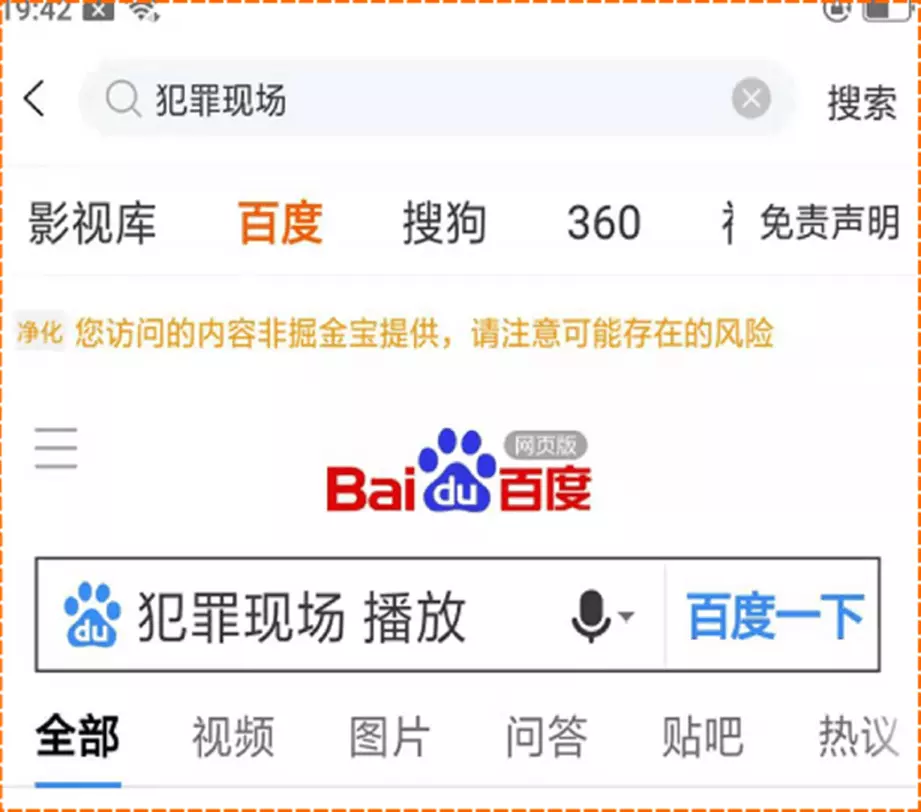 19:42
犯罪现场 搜索
影视库 百度 搜狗 360 免责声明
净化 您访问的内容非掘金宝提供，请注意可能存在的风险
网页版
Bai du 百度
du 犯罪现场 播放 百度一下
全部 视频 图片 问答 贴吧 热议